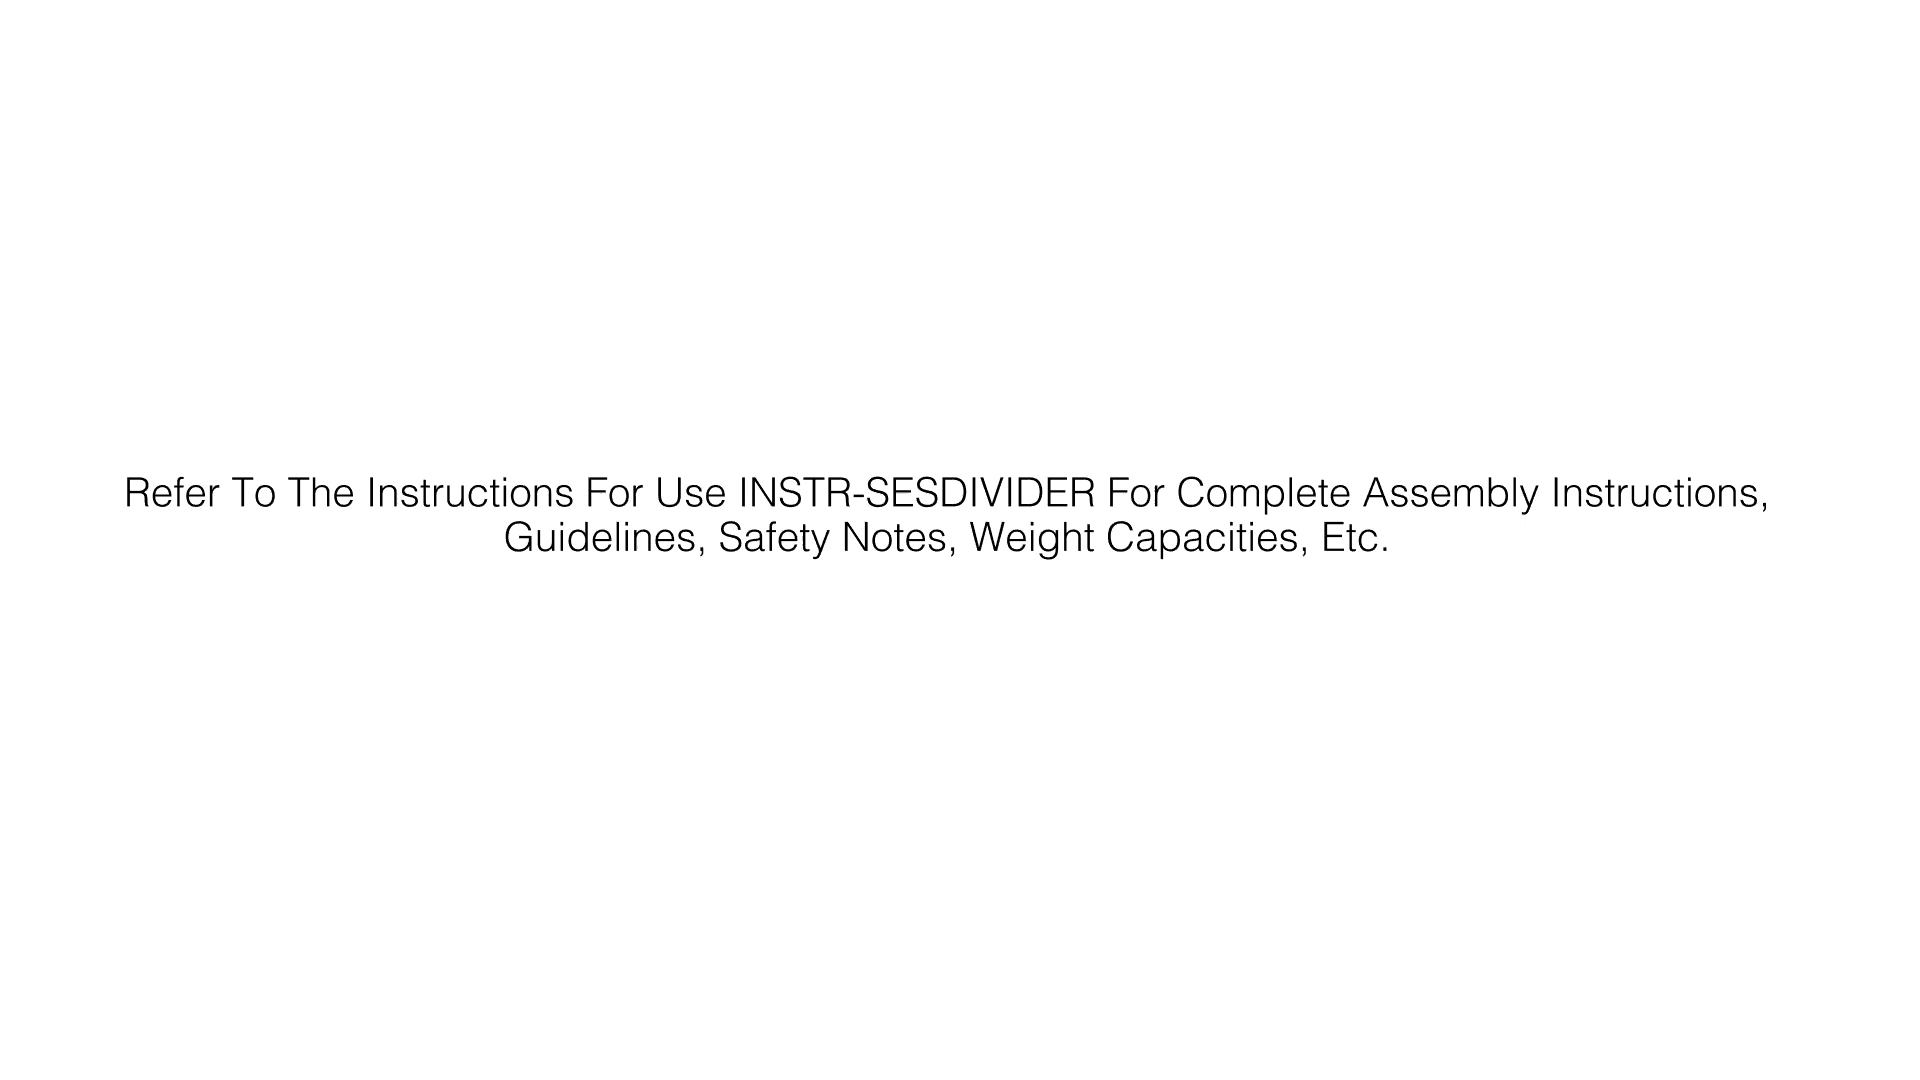 Refer To The Instructions For Use INSTR-SESDIVIDER For Complete Assembly Instructions,
Guidelines, Safety Notes, Weight Capacities, Etc.